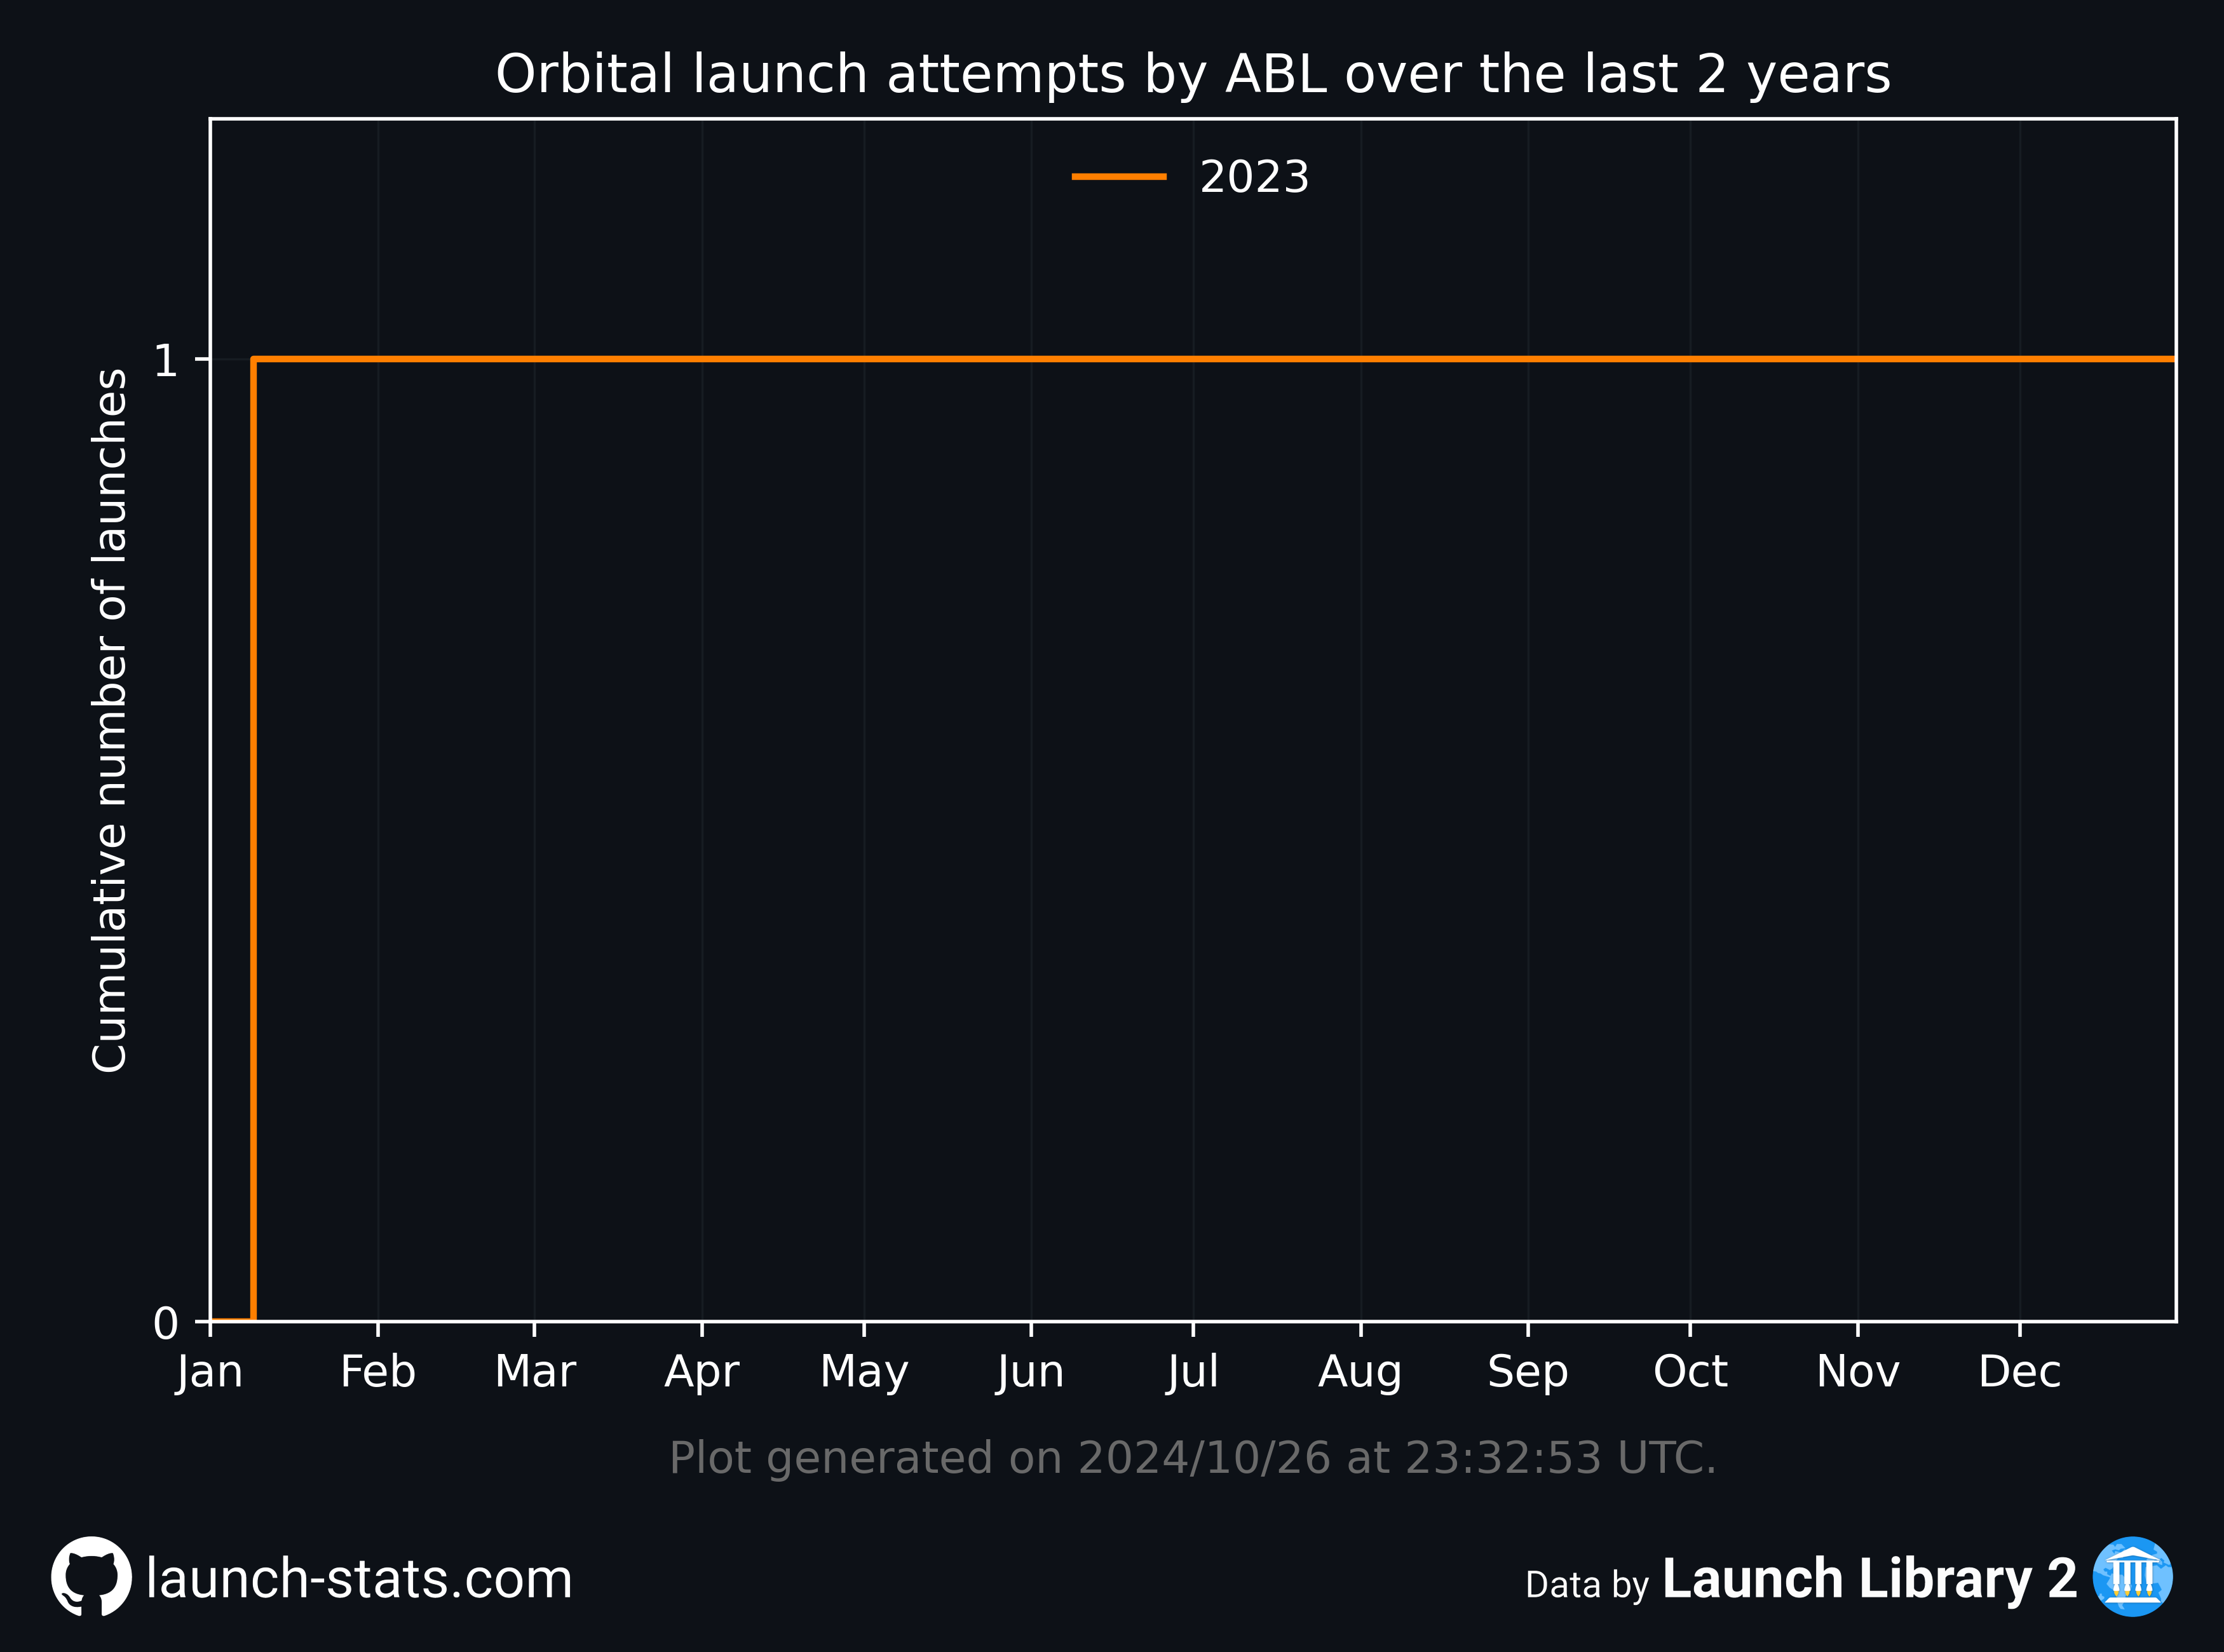 Orbital launch attempts by ABL over the last 2 years
2023
Cumulative number of launches
1
0
Jan Feb Mar Apr May Jun Jul Aug Sep Oct Nov Dec
Plot generated on 2024/10/26 at 23:32:53 UTC.
launch-stats.com
Data by Launch Library 2